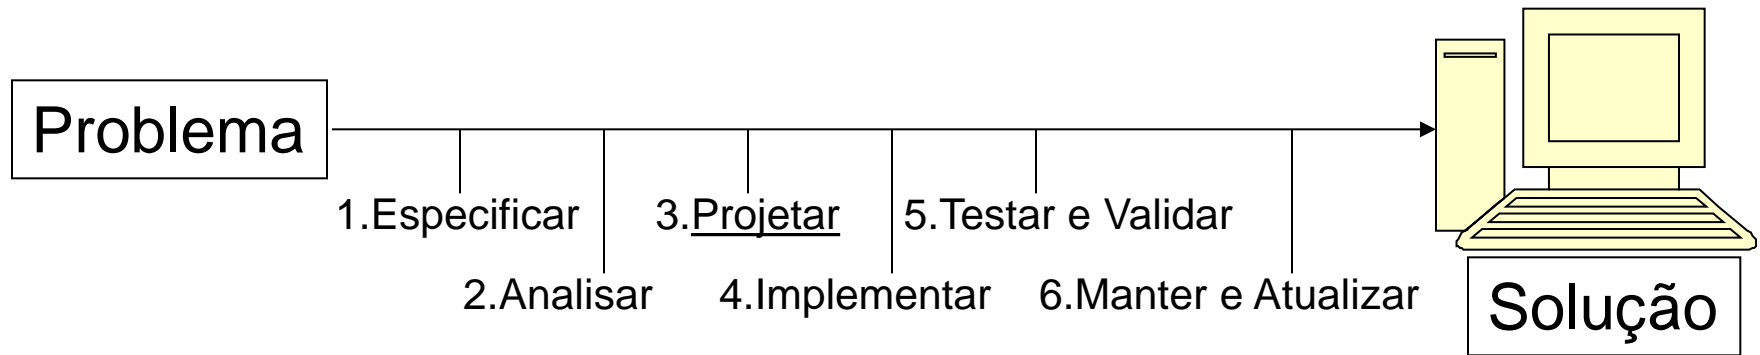 Problema
1.Especificar
3.Projetar
5.Testar e Validar
2.Analisar
4.Implementar
6.Manter e Atualizar
Solução